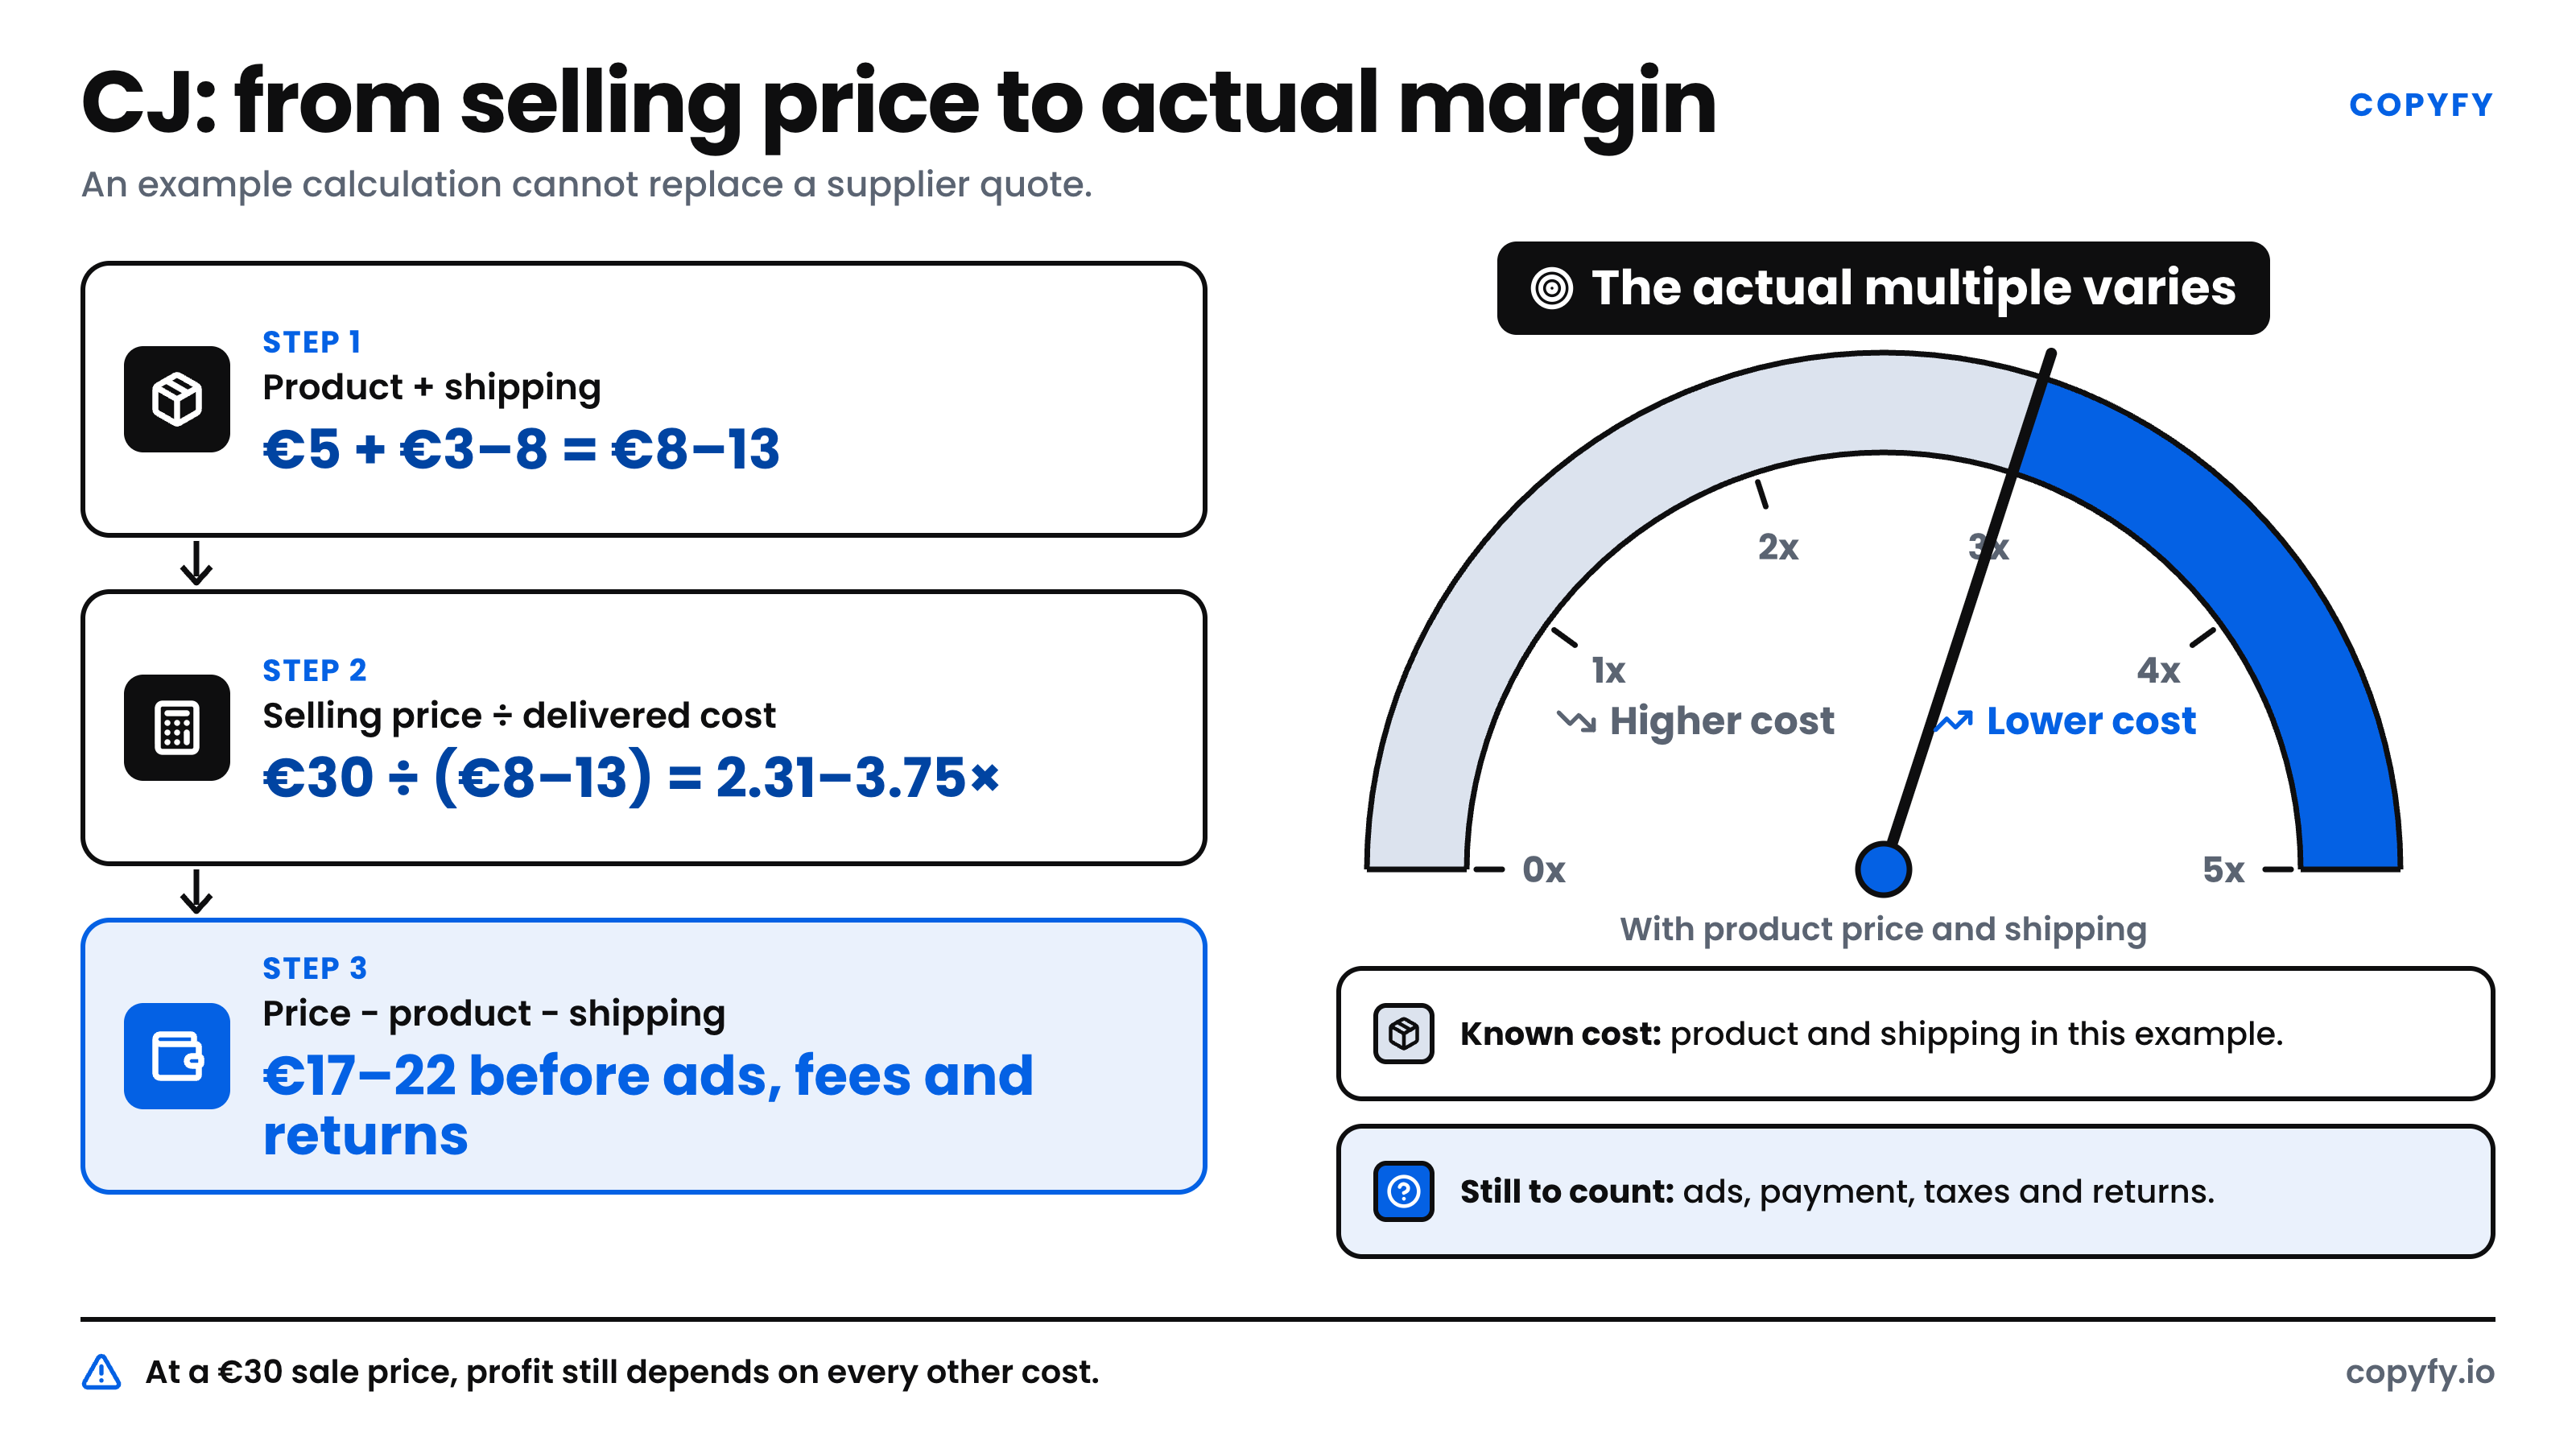 CJ: from selling price to actual margin
COPYFY
An example calculation cannot replace a supplier quote.
STEP 1
Product + shipping
€5 + €3–8 = €8–13
STEP 2
Selling price ÷ delivered cost
€30 ÷ (€8–13) = 2.31–3.75×
STEP 3
Price - product - shipping
€17–22 before ads, fees and
returns
The actual multiple varies
2x
3x
1x
4x
Higher cost
Lower cost
0x
5x
With product price and shipping
Known cost: product and shipping in this example.
Still to count: ads, payment, taxes and returns.
At a €30 sale price, profit still depends on every other cost.
copyfy.io